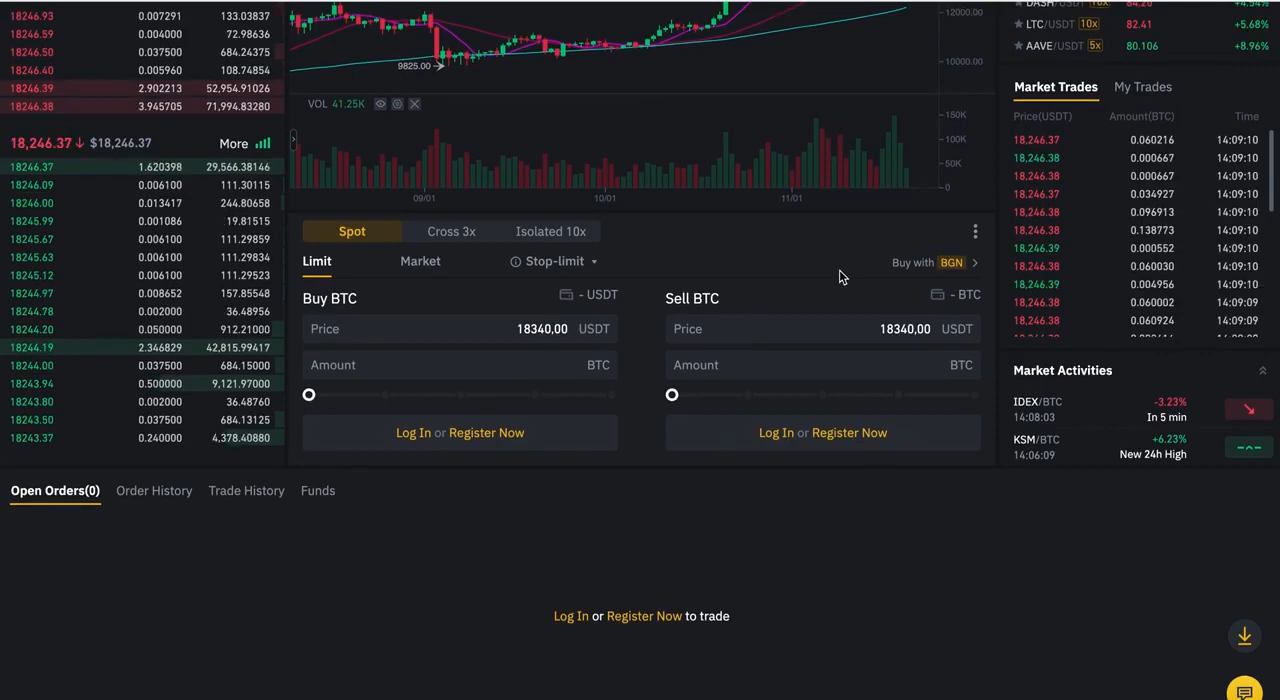 18246.93 0.007291 133.03837
18246.59 0.004000 72.98636
18246.50 0.037500 684.24375
18246.40 0.005960 108.74854
18246.39 2.902213 52,954.91026
18246.38 3.945705 71,994.83280
18,246.37 ↓ $18,246.37 More
18246.37 1.620398 29,566.38146
18246.09 0.006100 111.30115
18246.00 0.013417 244.80658
18245.99 0.001086 19.81515
18245.67 0.006100 111.29859
18245.63 0.006100 111.29834
18245.12 0.006100 111.29523
18244.97 0.008652 157.85548
18244.78 0.002000 36.48956
18244.20 0.050000 912.21000
18244.19 2.346829 42,815.99417
18244.00 0.037500 684.15000
18243.94 0.500000 9,121.97000
18243.80 0.002000 36.48760
18243.50 0.037500 684.13125
18243.37 0.240000 4,378.40880
12000.00
10000.00
9825.00
VOL 41.25K
150K
100K
50K
0
09/01 10/01 11/01
Spot Cross 3x Isolated 10x
Limit Market Stop-limit Buy with BGN
Buy BTC - USDT
Price 18340,00 USDT
Amount BTC
Log In or Register Now
Sell BTC - BTC
Price 18340,00 USDT
Amount BTC
Log In or Register Now
DASH/USDT 10x 84.20 +4.54%
LTC/USDT 10x 82.41 +5.68%
AAVE/USDT 5x 80.106 +8.96%
Market Trades My Trades
Price(USDT) Amount(BTC) Time
18,246.37 0.060216 14:09:10
18,246.38 0.000667 14:09:10
18,246.38 0.000667 14:09:10
18,246.37 0.034927 14:09:10
18,246.38 0.096913 14:09:10
18,246.38 0.138773 14:09:10
18,246.39 0.000552 14:09:10
18,246.38 0.060030 14:09:10
18,246.39 0.004956 14:09:10
18,246.38 0.060002 14:09:09
18,246.38 0.060924 14:09:09
Market Activities
IDEX/BTC -3.23%
14:08:03 In 5 min
KSM/BTC +6.23%
14:06:09 New 24h High
Open Orders(0) Order History Trade History Funds
Log In or Register Now to trade